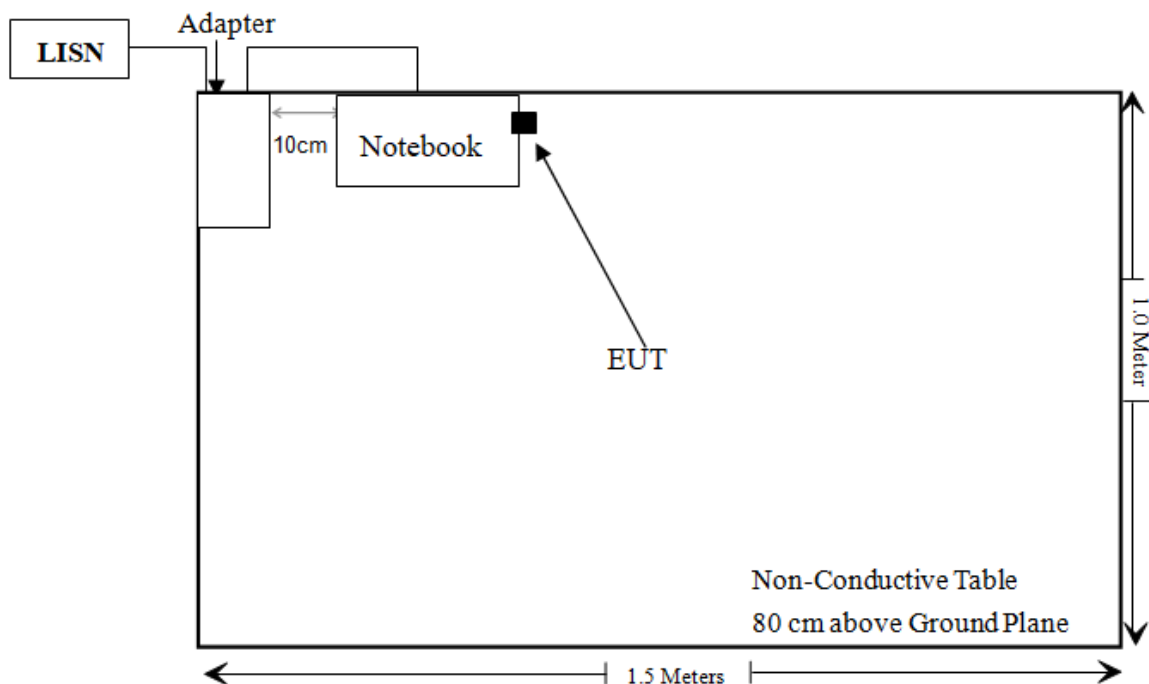 Adapter
LISN
10cm
Notebook
EUT
1.0 Meter
Non-Conductive Table
80 cm above Ground Plane
1.5 Meters